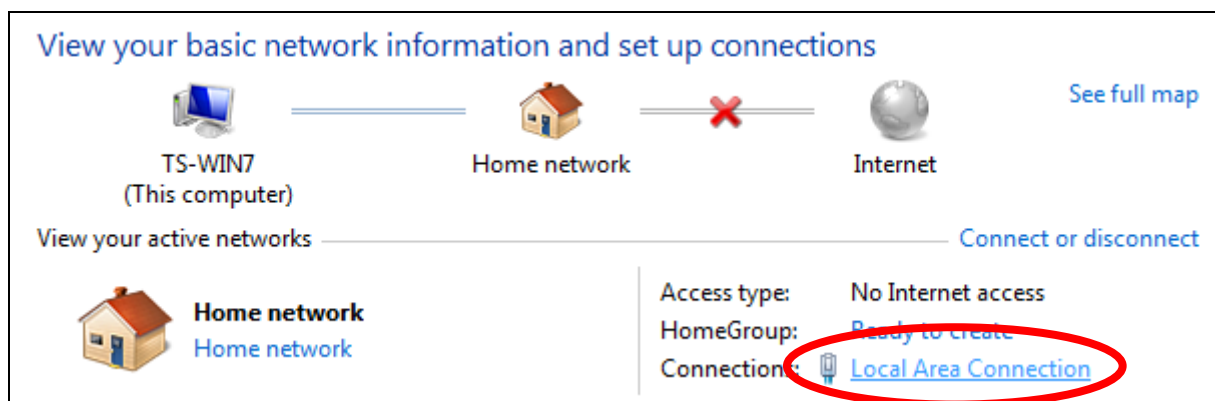 View your basic network information and set up connections
See full map
TS-WIN7
(This computer)
Home network
Internet
View your active networks
Connect or disconnect
Home network
Home network
Access type: No Internet access
HomeGroup: Ready to create
Connections: Local Area Connection